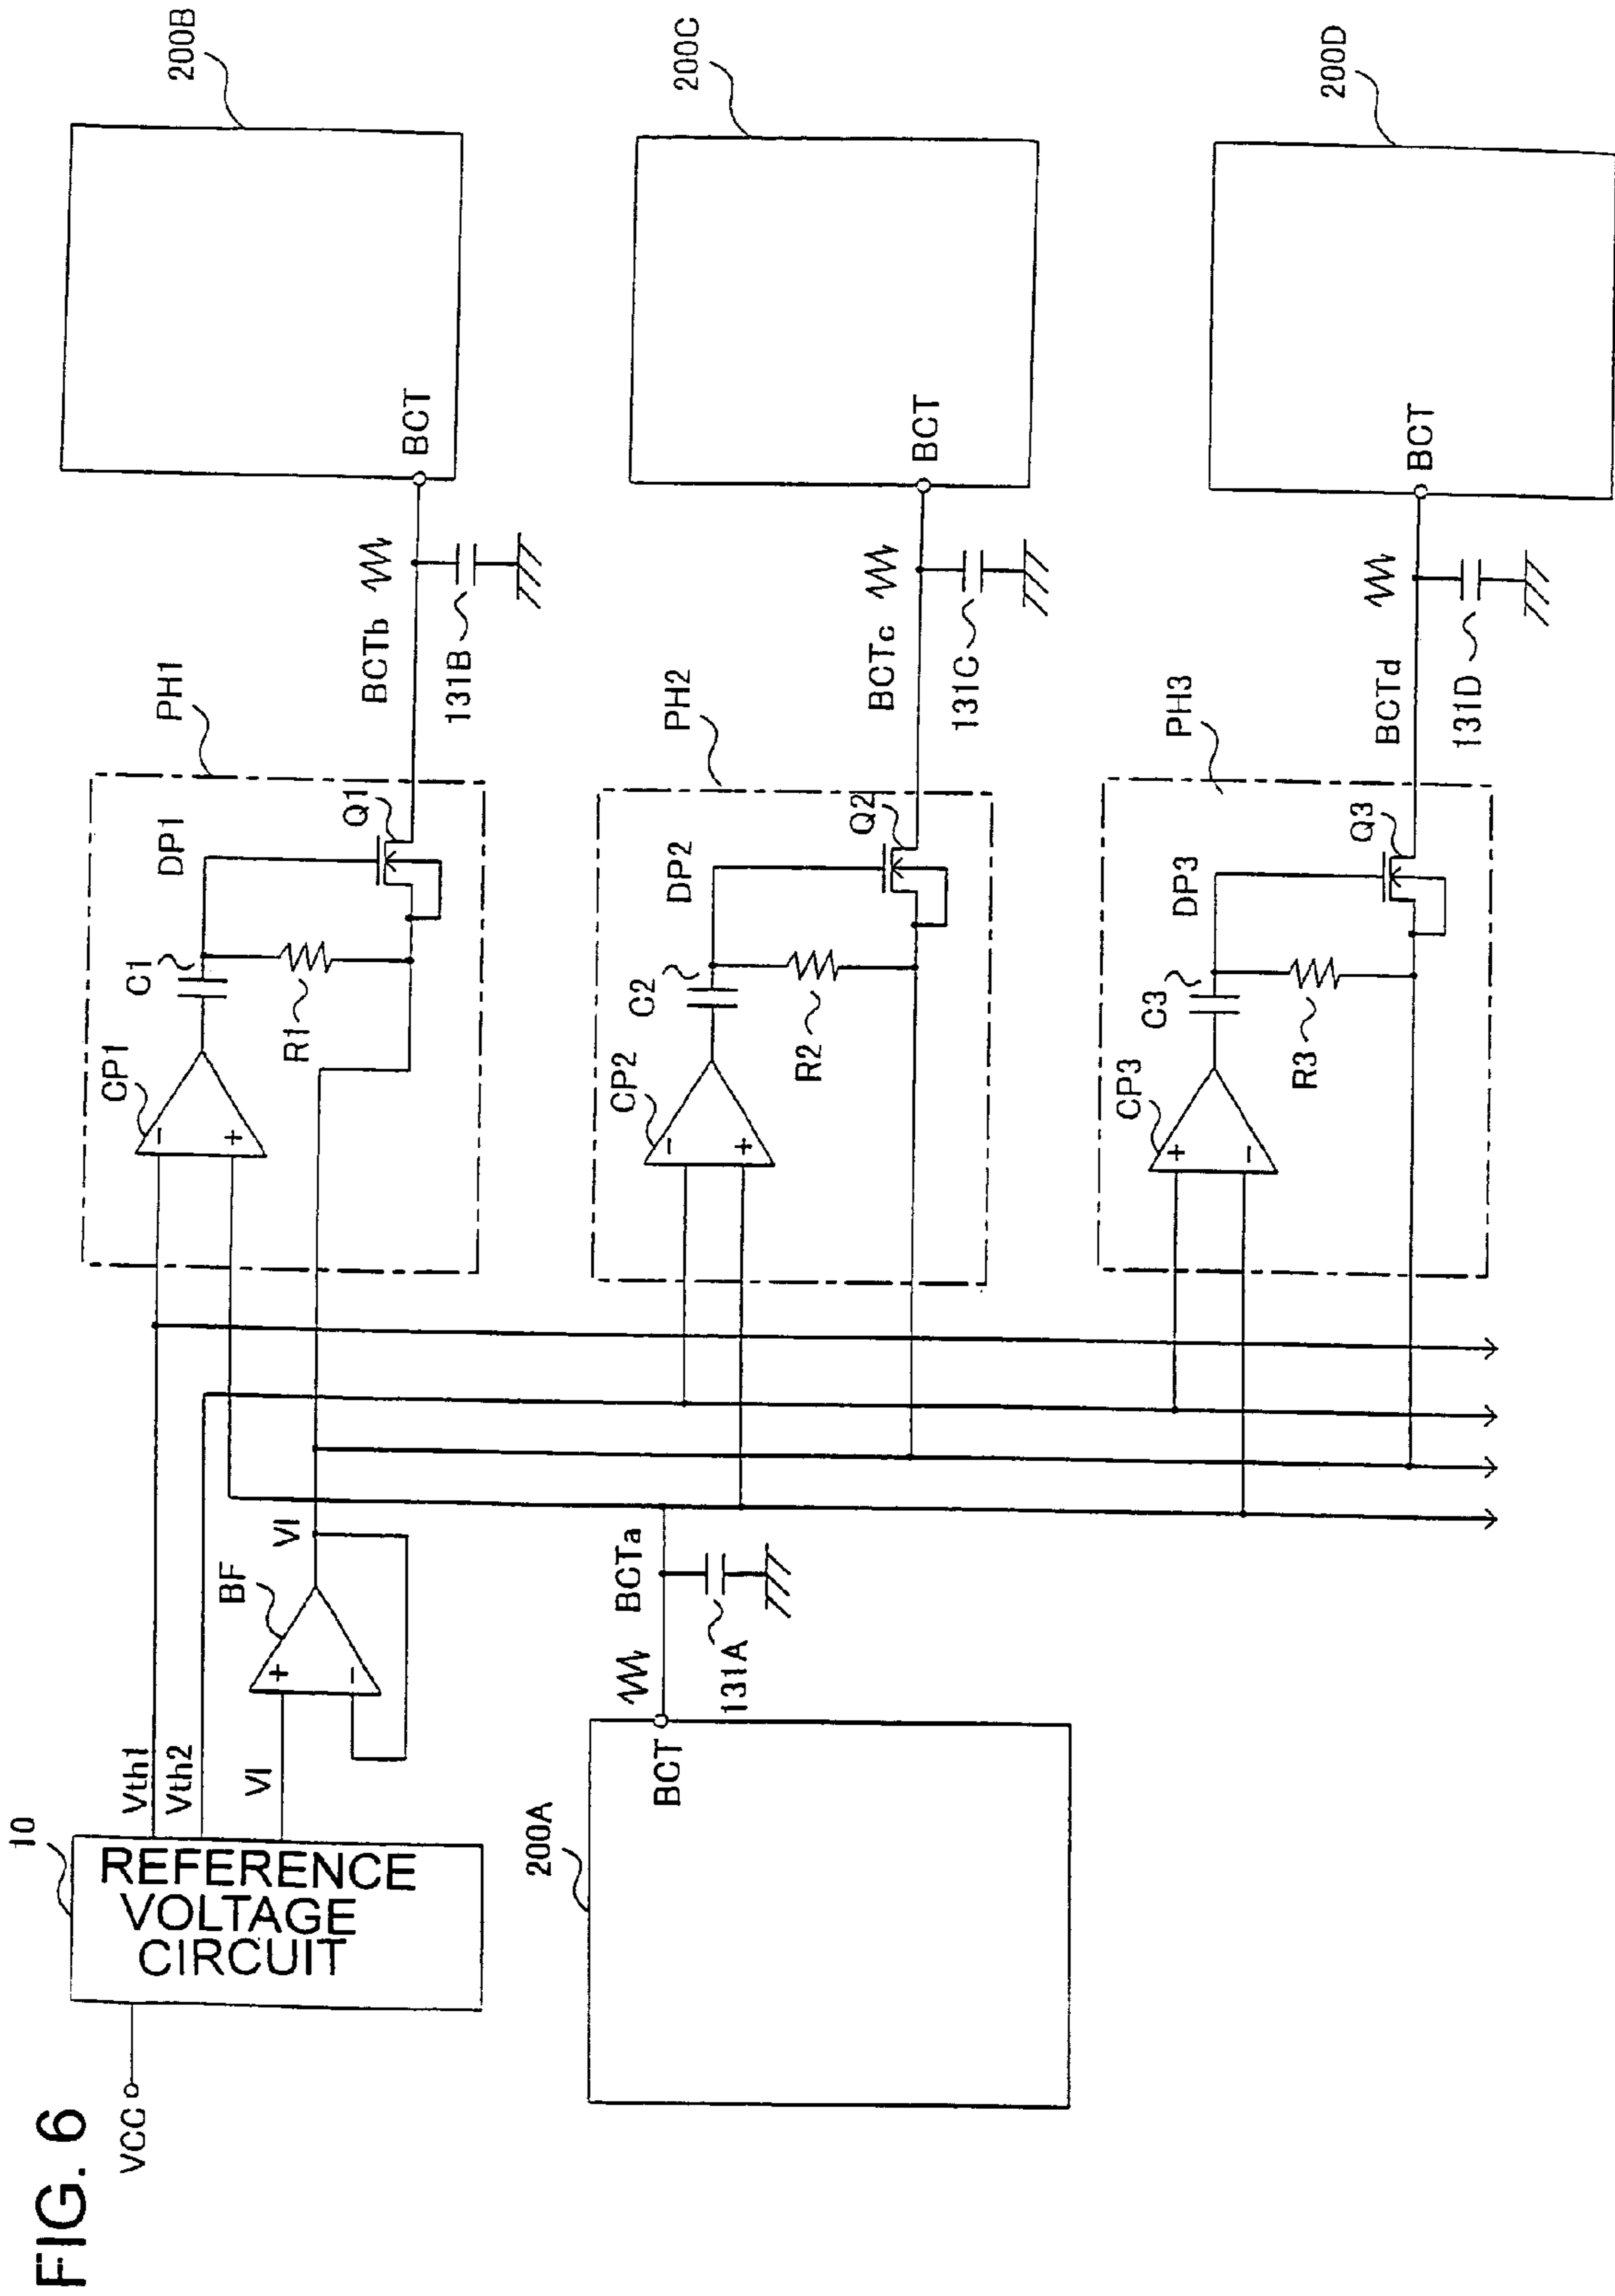 FIG. 6
VCC
10
REFERENCE
VOLTAGE
CIRCUIT
Vth1
Vth2
VI
BF
VI
200A
BCT
BCTa
131A
PH1
CP1
-
+
C1
R1
DP1
Q1
BCTb
131B
BCT
200B
PH2
CP2
-
+
C2
R2
DP2
Q2
BCTc
131C
BCT
200C
PH3
CP3
+
-
C3
R3
DP3
Q3
BCTd
131D
BCT
200D
+
-